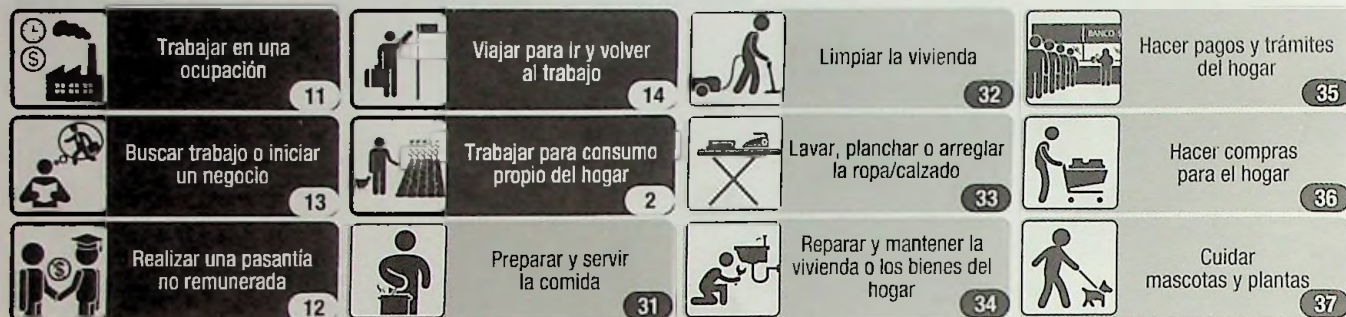 Trabajar en una
ocupación
11
Viajar para ir y volver
al trabajo
14
Limpiar la vivienda
32
BANCO $
Hacer pagos y trámites
del hogar
35
$
Buscar trabajo o iniciar
un negocio
13
Trabajar para consumo
propio del hogar
2
Lavar, planchar o arreglar
la ropa/calzado
33
Hacer compras
para el hogar
36
$
Realizar una pasantía
no remunerada
12
Preparar y servir
la comida
31
Reparar y mantener la
vivienda o los bienes del
hogar
34
Cuidar
mascotas y plantas
37